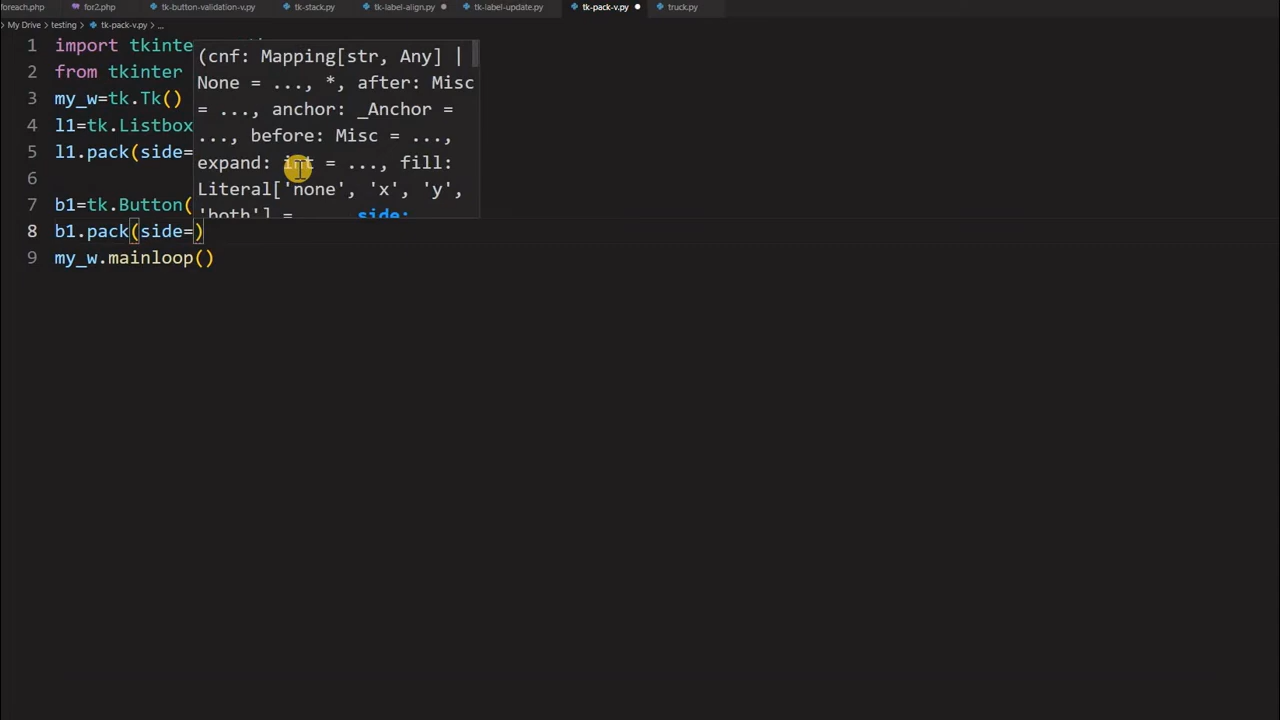 foreach.php for2.php tk-button-validation-v.py tk-stack.py tk-label-align.py tk-label-update.py tk-pack-v.py truck.py
My Drive > testing > tk-pack-v.py > ...
1 import tkinte
2 from tkinter
3 my_w=tk.Tk()
4 l1=tk.Listbox
5 l1.pack(side=
6
7 b1=tk.Button(
8 b1.pack(side=)
9 my_w.mainloop()
(cnf: Mapping[str, Any] |
None = ..., *, after: Misc
= ..., anchor: _Anchor =
..., before: Misc = ...,
expand: int = ..., fill:
Literal['none', 'x', 'y',
'both'] = side: